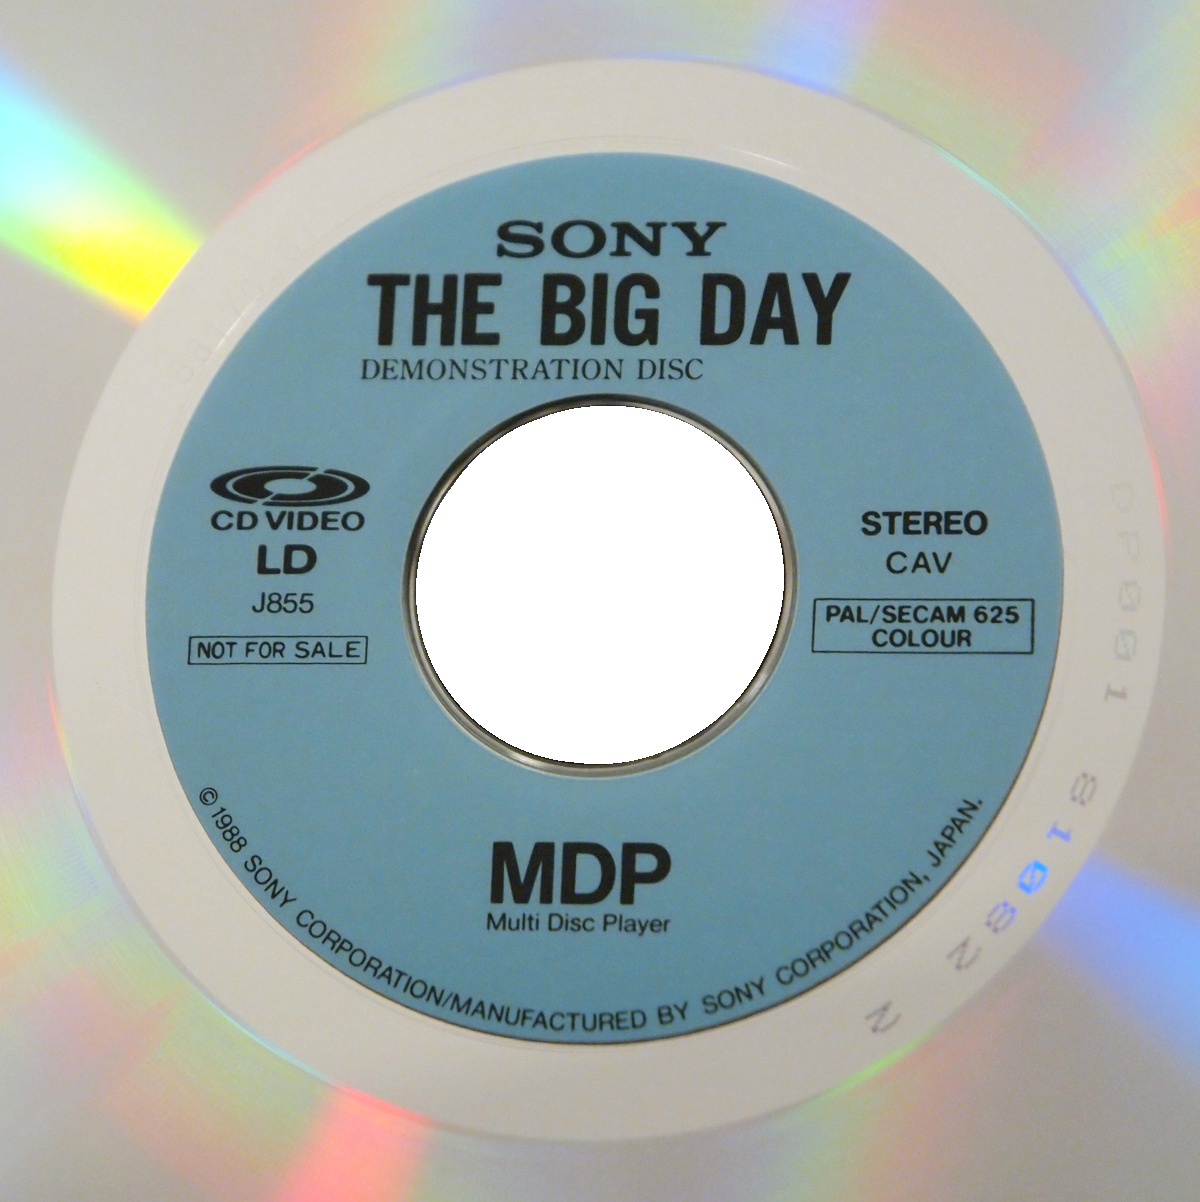 SONY
THE BIG DAY
DEMONSTRATION DISC
CD VIDEO
LD
J855
NOT FOR SALE
STEREO
CAV
PAL/SECAM 625
COLOUR
MDP
Multi Disc Player
© 1988 SONY CORPORATION/MANUFACTURED BY SONY CORPORATION, JAPAN.